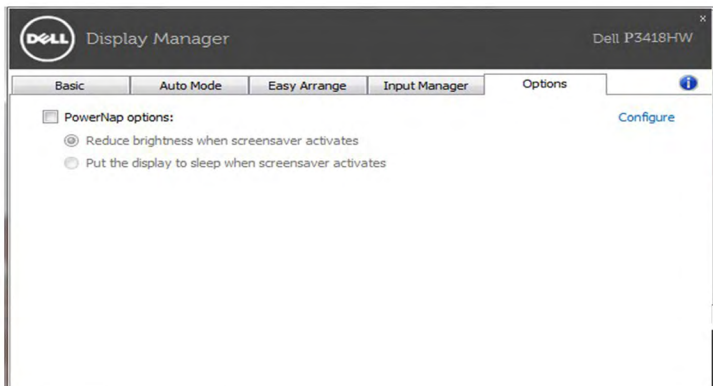 DELL Display Manager Dell P3418HW
Basic Auto Mode Easy Arrange Input Manager Options
PowerNap options: Configure
Reduce brightness when screensaver activates
Put the display to sleep when screensaver activates